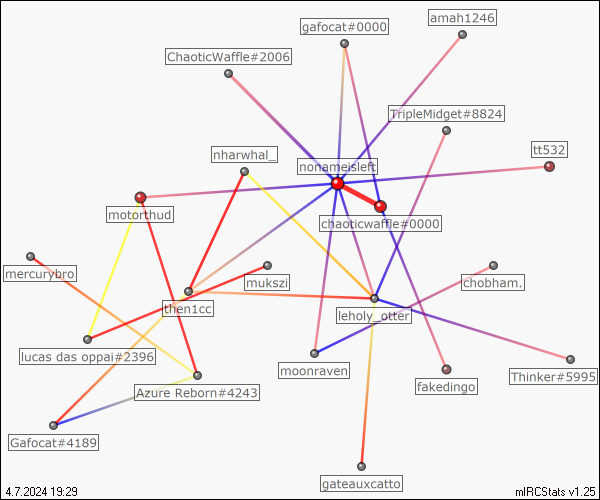 amah1246
gafocat#0000
ChaoticWaffle#2006
TripleMidget#8824
tt532
nharwhal_
nonameisleft
motorthud
chaoticwaffle#0000
mercurybro
mukszi
chobham.
then1cc
leholy_otter
lucas das oppai#2396
moonraven
Thinker#5995
fakedingo
Azure Reborn#4243
Gafocat#4189
gateauxcatto
4.7.2024 19:29
mIRCStats v1.25